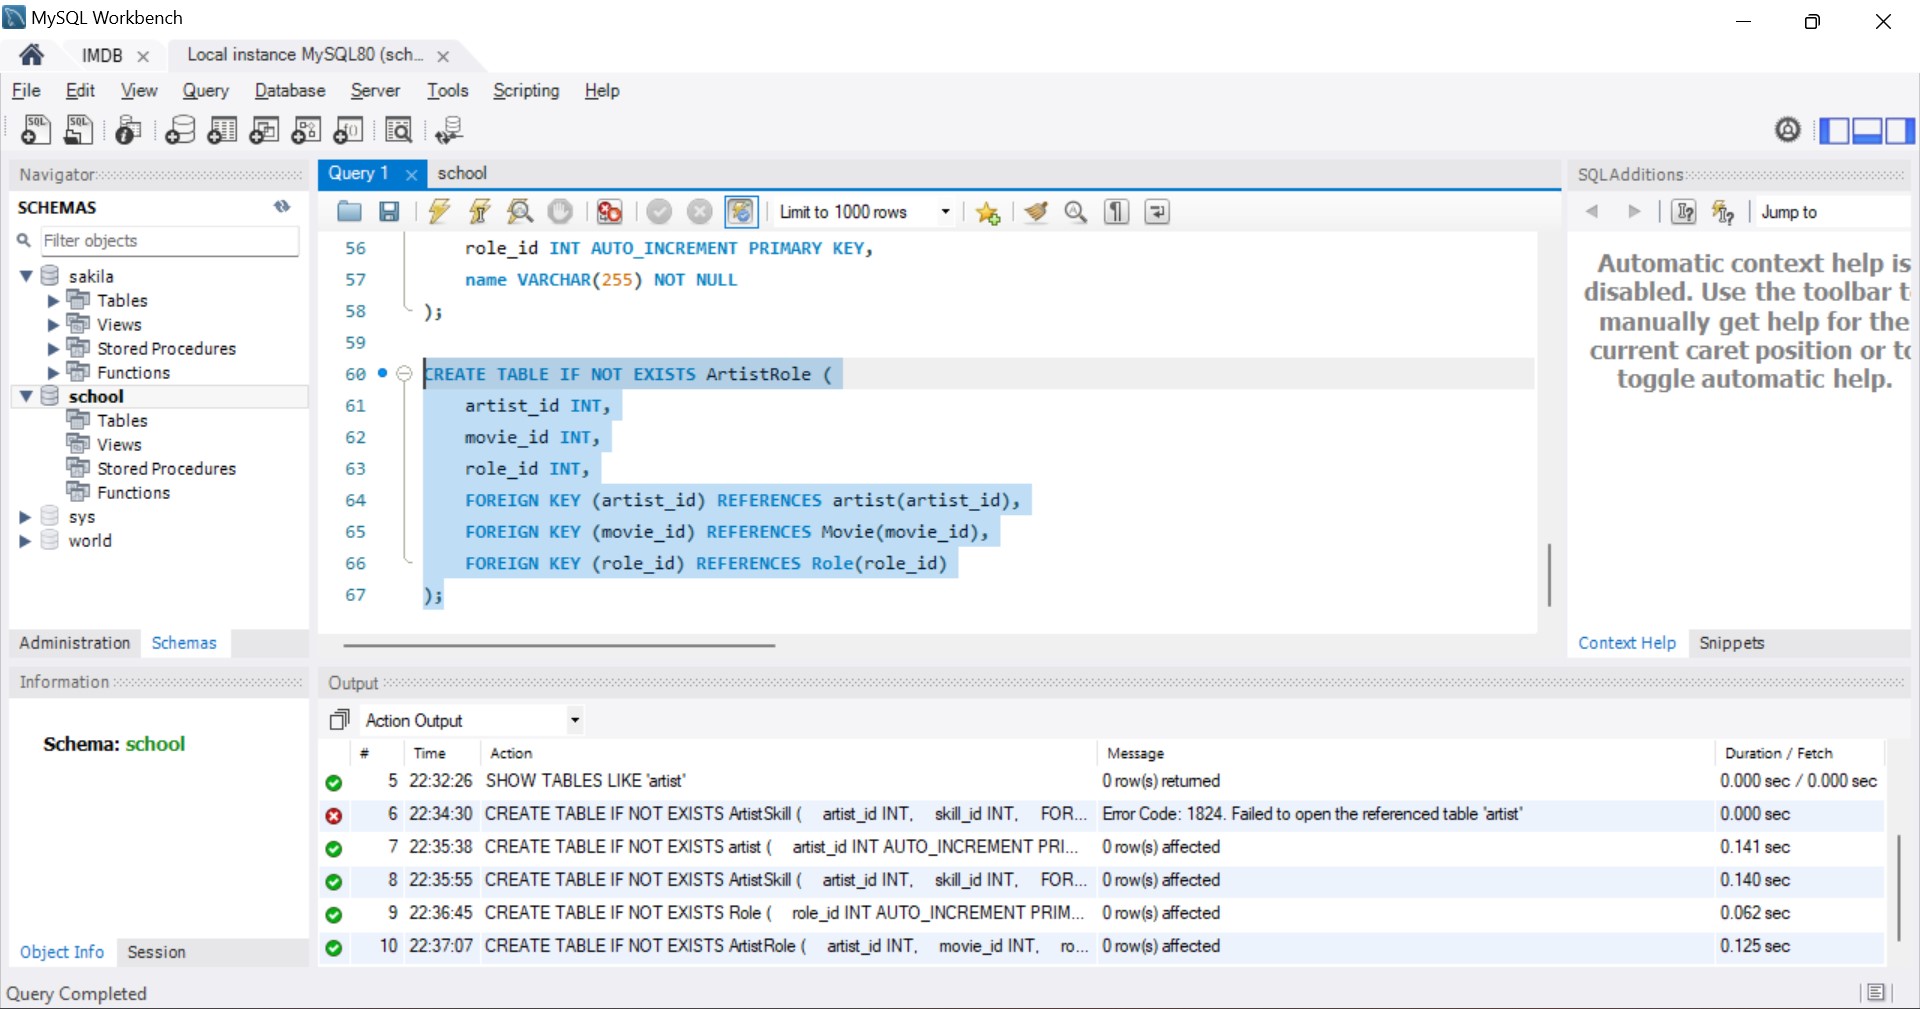 MySQL Workbench
IMDB
Local instance MySQL80 (sch...
File Edit View Query Database Server Tools Scripting Help
Navigator
SCHEMAS
Filter objects
sakila
Tables
Views
Stored Procedures
Functions
school
Tables
Views
Stored Procedures
Functions
sys
world
Administration Schemas
Information
Schema: school
Object Info Session
Query 1
school
Limit to 1000 rows
56 role_id INT AUTO_INCREMENT PRIMARY KEY,
57 name VARCHAR(255) NOT NULL
58 );
59
60 CREATE TABLE IF NOT EXISTS ArtistRole (
61 artist_id INT,
62 movie_id INT,
63 role_id INT,
64 FOREIGN KEY (artist_id) REFERENCES artist(artist_id),
65 FOREIGN KEY (movie_id) REFERENCES Movie(movie_id),
66 FOREIGN KEY (role_id) REFERENCES Role(role_id)
67 );
SQLAdditions
Jump to
Automatic context help is
disabled. Use the toolbar t
manually get help for the
current caret position or to
toggle automatic help.
Context Help Snippets
Output
Action Output
# Time Action Message Duration / Fetch
5 22:32:26 SHOW TABLES LIKE 'artist' 0 row(s) returned 0.000 sec / 0.000 sec
6 22:34:30 CREATE TABLE IF NOT EXISTS ArtistSkill ( artist_id INT, skill_id INT, FOR... Error Code: 1824. Failed to open the referenced table 'artist' 0.000 sec
7 22:35:38 CREATE TABLE IF NOT EXISTS artist ( artist_id INT AUTO_INCREMENT PRI... 0 row(s) affected 0.141 sec
8 22:35:55 CREATE TABLE IF NOT EXISTS ArtistSkill ( artist_id INT, skill_id INT, FOR... 0 row(s) affected 0.140 sec
9 22:36:45 CREATE TABLE IF NOT EXISTS Role ( role_id INT AUTO_INCREMENT PRIM... 0 row(s) affected 0.062 sec
10 22:37:07 CREATE TABLE IF NOT EXISTS ArtistRole ( artist_id INT, movie_id INT, ro... 0 row(s) affected 0.125 sec
Query Completed